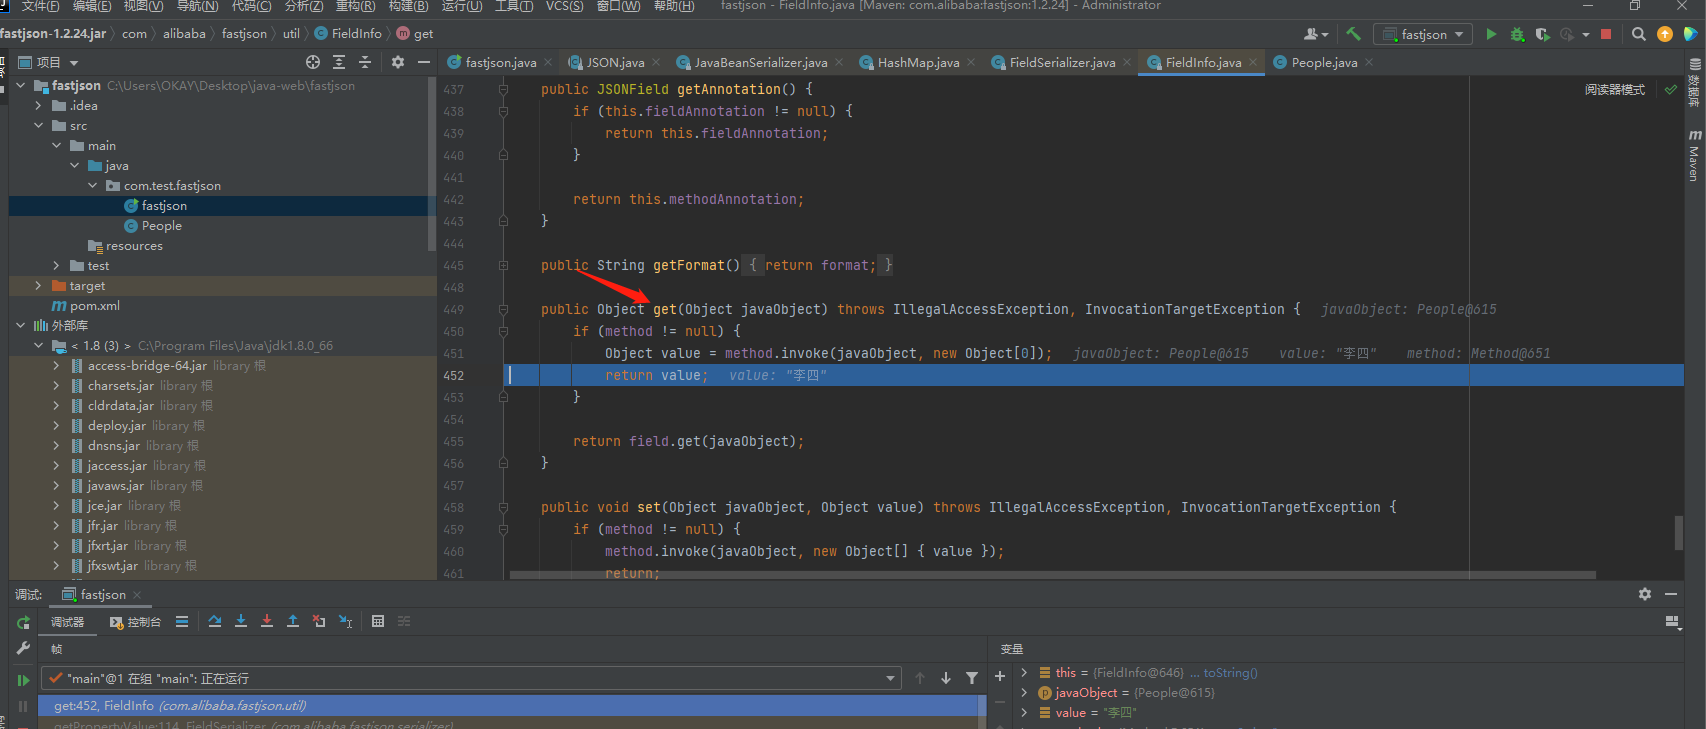 文件(F) 编辑(E) 视图(V) 导航(N) 代码(C) 分析(Z) 重构(R) 构建(B) 运行(U) 工具(T) VCS(S) 窗口(W) 帮助(H) fastjson - FieldInfo.java [Maven: com.alibaba:fastjson:1.2.24] - Administrator
fastjson-1.2.24.jar com alibaba fastjson util FieldInfo get fastjson
项目
fastjson.java JSON.java JavaBeanSerializer.java HashMap.java FieldSerializer.java FieldInfo.java People.java
fastjson C:\Users\OKAY\Desktop\java-web\fastjson
.idea
src
main
java
com.test.fastjson
fastjson
People
resources
test
target
pom.xml
外部库
< 1.8 (3) > C:\Program Files\Java\jdk1.8.0_66
access-bridge-64.jar library 根
charsets.jar library 根
cldrdata.jar library 根
deploy.jar library 根
dnsns.jar library 根
jaccess.jar library 根
javaws.jar library 根
jce.jar library 根
jfr.jar library 根
jfxrt.jar library 根
jfxswt.jar library 根
阅读器模式
437 public JSONField getAnnotation() {
438 if (this.fieldAnnotation != null) {
439 return this.fieldAnnotation;
440 }
441
442 return this.methodAnnotation;
443 }
444
445 public String getFormat() { return format; }
448
449 public Object get(Object javaObject) throws IllegalAccessException, InvocationTargetException { javaObject: People@615
450 if (method != null) {
451 Object value = method.invoke(javaObject, new Object[0]); javaObject: People@615 value: "李四" method: Method@651
452 return value; value: "李四"
453 }
454
455 return field.get(javaObject);
456 }
457
458 public void set(Object javaObject, Object value) throws IllegalAccessException, InvocationTargetException {
459 if (method != null) {
460 method.invoke(javaObject, new Object[] { value });
461 return;
数据库
Maven
调试: fastjson
调试器 控制台
帧
"main"@1 在组 "main": 正在运行
get:452, FieldInfo (com.alibaba.fastjson.util)
getPropertyValue:114, FieldSerializer (com.alibaba.fastjson.serializer)
变量
this = {FieldInfo@646} ... toString()
javaObject = {People@615}
value = "李四"